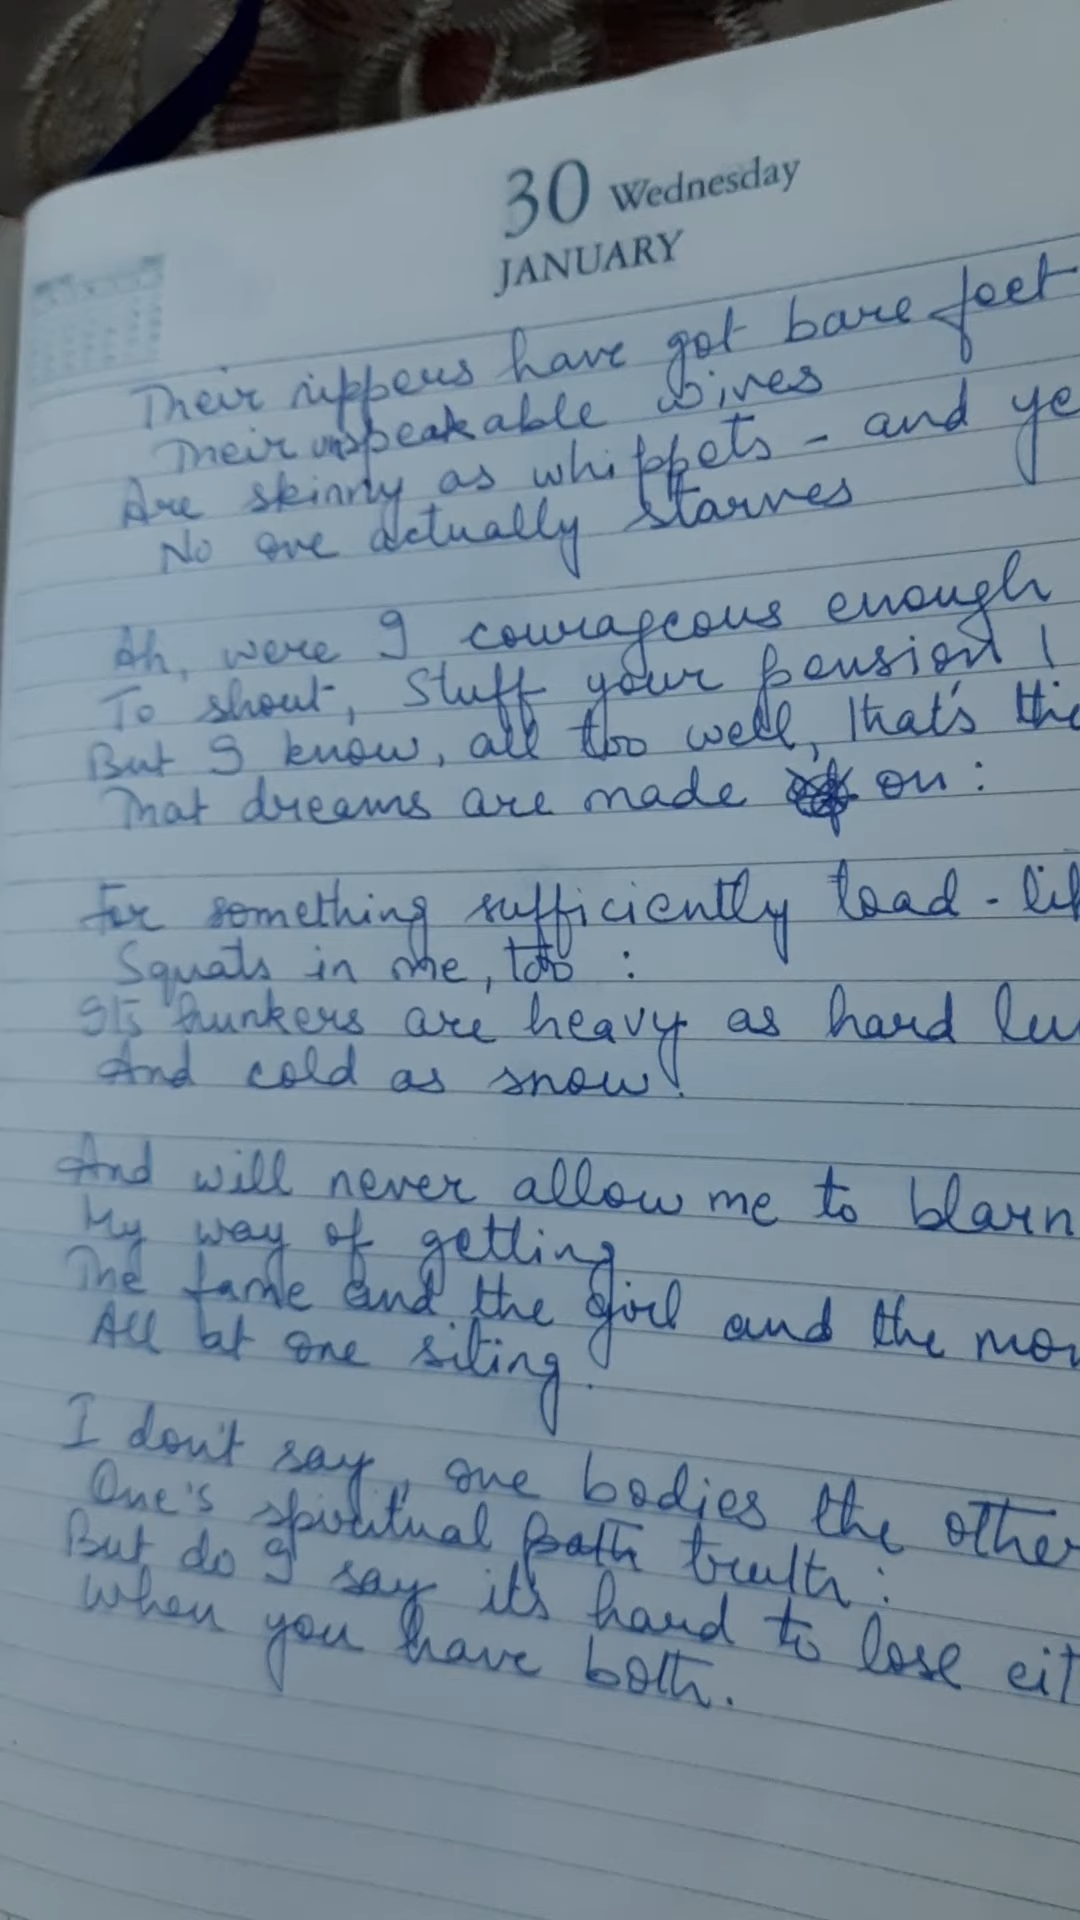 30 Wednesday
JANUARY
Their nippers have got bare feet
Their unspeakable wives
Are skinny as whippets - and ye
No one actually starves
Ah, were I courageous enough
To shout, Stuff your pension!
But I know, all too well, that's the
That dreams are made on:
For something sufficiently toad-lik
Squats in me, too:
Its hunkers are heavy as hard lu
And cold as snow.
And will never allow me to blarn
My way of getting
The fame and the girl and the mon
All at one siting.
I don't say, one bodies the other
One's spiritual path truth:
But do I say it's hard to lose eit
When you have both.